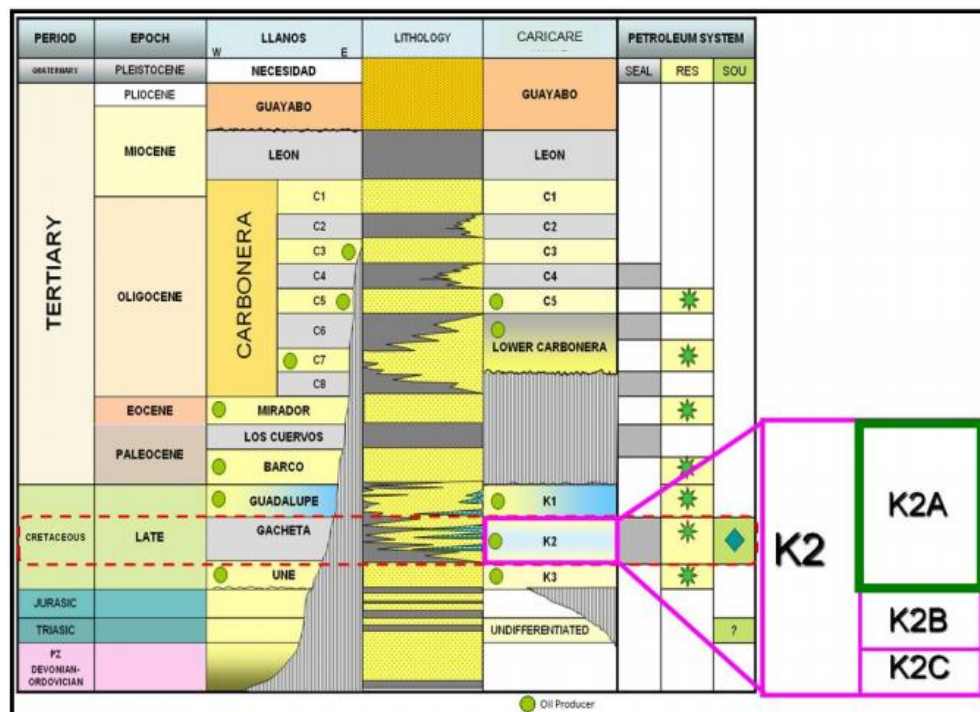 PERIOD EPOCH LLANOS LITHOLOGY CARICARE PETROLEUM SYSTEM
W E SEAL RES SOU
QUATERNARY PLEISTOCENE NECESIDAD
PLIOCENE GUAYABO GUAYABO
MIOCENE LEON LEON
TERTIARY
CARBONERA
C1 C1
C2 C2
C3 C3
C4 C4
OLIGOCENE C5 C5
C6
LOWER CARBONERA
C7
C8
EOCENE MIRADOR
LOS CUERVOS
PALEOCENE
BARCO
GUADALUPE K1
CRETACEOUS LATE GACHETA K2
UNE K3
JURASIC
TRIASIC UNDIFFERENTIATED ?
PZ
DEVONIAN-
ORDOVICIAN
Oil Producer
K2
K2A
K2B
K2C